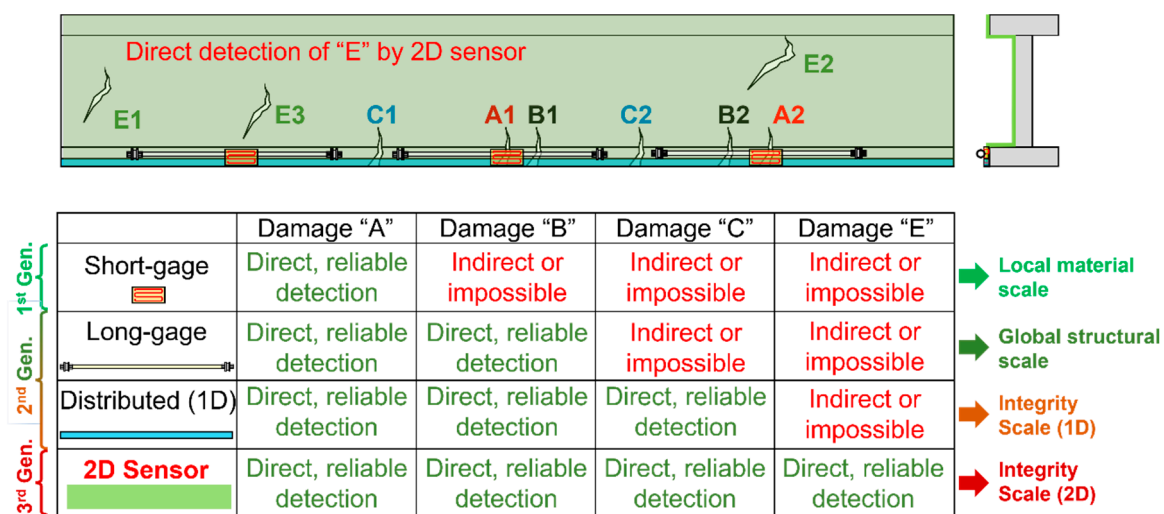 Direct detection of “E” by 2D sensor
E2
E1
E3
C1
A1
B1
C2
B2
A2
Damage “A”
Damage “B”
Damage “C”
Damage “E”
1st Gen.
Short-gage
Direct, reliable
detection
Indirect or
impossible
Indirect or
impossible
Indirect or
impossible
Local material
scale
2nd Gen.
Long-gage
Direct, reliable
detection
Direct, reliable
detection
Indirect or
impossible
Indirect or
impossible
Global structural
scale
Distributed (1D)
Direct, reliable
detection
Direct, reliable
detection
Direct, reliable
detection
Indirect or
impossible
Integrity
Scale (1D)
3rd Gen.
2D Sensor
Direct, reliable
detection
Direct, reliable
detection
Direct, reliable
detection
Direct, reliable
detection
Integrity
Scale (2D)